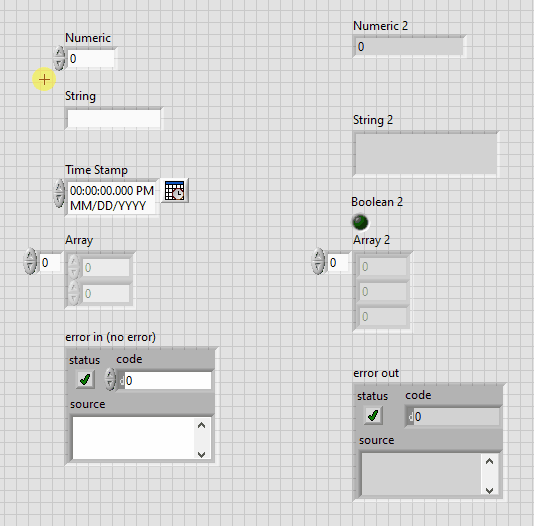 Numeric
0
String
Time Stamp
00:00:00.000 PM
MM/DD/YYYY
Array
0
0
0
error in (no error)
status code
d0
source
Numeric 2
0
String 2
Boolean 2
Array 2
0
0
0
0
error out
status code
d0
source